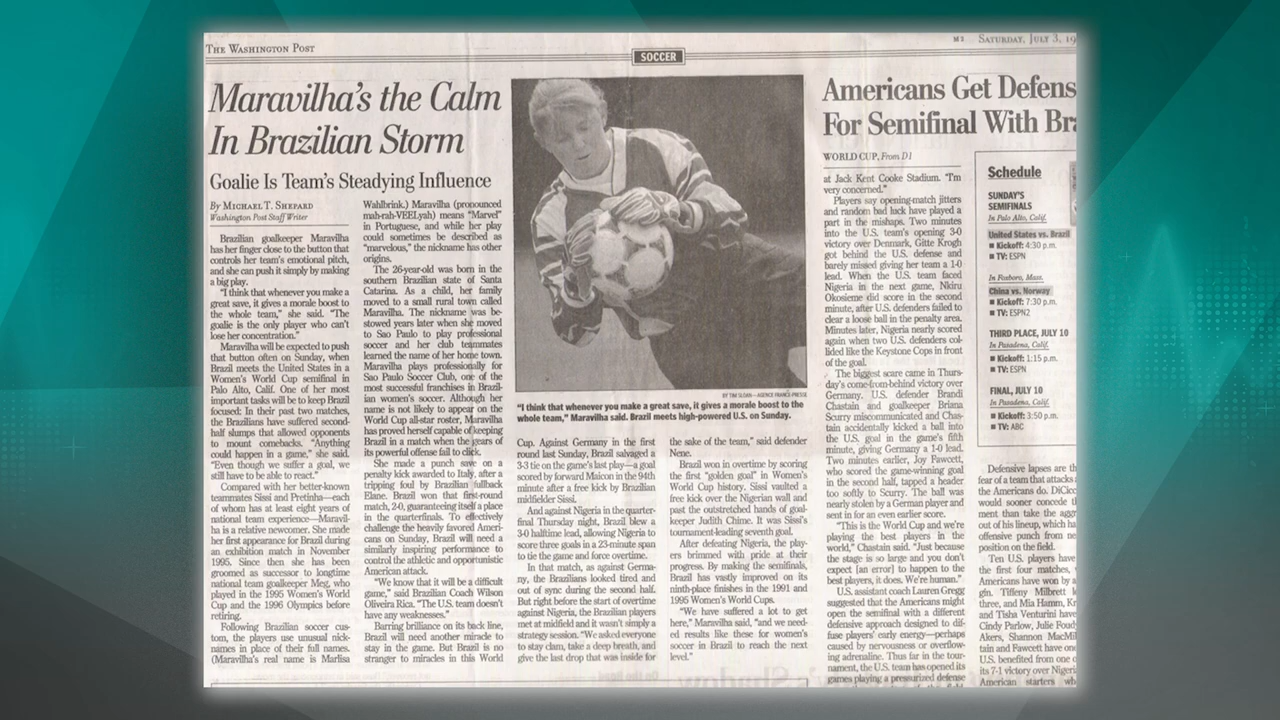 THE WASHINGTON POST
M2 SATURDAY, JULY 3, 19
SOCCER
Maravilha's the Calm
In Brazilian Storm
Goalie Is Team's Steadying Influence
By MICHAEL T. SHEPARD
Washington Post Staff Writer
Brazilian goalkeeper Maravilha
has her finger close to the button that
controls her team's emotional pitch,
and she can push it simply by making
a big play.
"I think that whenever you make a
great save, it gives a morale boost to
the whole team," she said. "The
goalie is the only player who can't
lose her concentration."
Maravilha will be expected to push
that button often on Sunday, when
Brazil meets the United States in a
Women's World Cup semifinal in
Palo Alto, Calif. One of her most
important tasks will be to keep Brazil
focused: In their past two matches,
the Brazilians have suffered second-
half slumps that allowed opponents
to mount comebacks. "Anything
could happen in a game," she said.
"Even though we suffer a goal, we
still have to be able to react."
Compared with her better-known
teammates Sissi and Pretinha—each
of whom has at least eight years of
national team experience—Maravil-
ha is a relative newcomer. She made
her first appearance for Brazil during
an exhibition match in November
1995. Since then she has been
groomed as successor to longtime
national team goalkeeper Meg, who
played in the 1995 Women's World
Cup and the 1996 Olympics before
retiring.
Following Brazilian soccer cus-
tom, the players use unusual nick-
names in place of their full names.
(Maravilha's real name is Marlisa
Wahlbrink.) Maravilha (pronounced
mah-rah-VEELyah) means "Marvel"
in Portuguese, and while her play
could sometimes be described as
"marvelous," the nickname has other
origins.
The 26-year-old was born in the
southern Brazilian state of Santa
Catarina. As a child, her family
moved to a small rural town called
Maravilha. The nickname was be-
stowed years later when she moved
to Sao Paulo to play professional
soccer and her club teammates
learned the name of her home town.
Maravilha plays professionally for
Sao Paulo Soccer Club, one of the
most successful franchises in Brazil-
ian women's soccer. Although her
name is not likely to appear on the
World Cup all-star roster, Maravilha
has proved herself capable of keeping
Brazil in a match when the gears of
its powerful offense fail to click.
She made a punch save on a
penalty kick awarded to Italy, after a
tripping foul by Brazilian fullback
Elane. Brazil won that first-round
match, 2-0, guaranteeing itself a place
in the quarterfinals. To effectively
challenge the heavily favored Ameri-
cans on Sunday, Brazil will need a
similarly inspiring performance to
control the athletic and opportunistic
American attack.
"We know that it will be a difficult
game," said Brazilian Coach Wilson
Oliveira Rica. "The U.S. team doesn't
have any weaknesses."
Barring brilliance on its back line,
Brazil will need another miracle to
stay in the game. But Brazil is no
stranger to miracles in this World
BY TIM SLOAN—AGENCE FRANCE-PRESSE
"I think that whenever you make a great save, it gives a morale boost to the
whole team," Maravilha said. Brazil meets high-powered U.S. on Sunday.
Cup. Against Germany in the first
round last Sunday, Brazil salvaged a
3-3 tie on the game's last play—a goal
scored by forward Maicon in the 94th
minute after a free kick by Brazilian
midfielder Sissi.
And against Nigeria in the quarter-
final Thursday night, Brazil blew a
3-0 halftime lead, allowing Nigeria to
score three goals in a 23-minute span
to tie the game and force overtime.
In that match, as against Germa-
ny, the Brazilians looked tired and
out of sync during the second half.
But right before the start of overtime
against Nigeria, the Brazilian players
met at midfield and it wasn't simply a
strategy session. "We asked everyone
to stay clam, take a deep breath, and
give the last drop that was inside for
the sake of the team," said defender
Nene.
Brazil won in overtime by scoring
the first "golden goal" in Women's
World Cup history. Sissi vaulted a
free kick over the Nigerian wall and
past the outstretched hands of goal-
keeper Judith Chime. It was Sissi's
tournament-leading seventh goal.
After defeating Nigeria, the play-
ers brimmed with pride at their
progress. By making the semifinals,
Brazil has vastly improved on its
ninth-place finishes in the 1991 and
1995 Women's World Cups.
"We have suffered a lot to get
here," Maravilha said, "and we need-
ed results like these for women's
soccer in Brazil to reach the next
level."
Americans Get Defens
For Semifinal With Bra
WORLD CUP, From D1
at Jack Kent Cooke Stadium. "I'm
very concerned."
Players say opening-match jitters
and random bad luck have played a
part in the mishaps. Two minutes
into the U.S. team's opening 3-0
victory over Denmark, Gitte Krogh
got behind the U.S. defense and
barely missed giving her team a 1-0
lead. When the U.S. team faced
Nigeria in the next game, Nkiru
Okosieme did score in the second
minute, after U.S. defenders failed to
clear a loose ball in the penalty area.
Minutes later, Nigeria nearly scored
again when two U.S. defenders col-
lided like the Keystone Cops in front
of the goal.
The biggest scare came in Thurs-
day's come-from-behind victory over
Germany. U.S. defender Brandi
Chastain and goalkeeper Briana
Scurry miscommunicated and Chas-
tain accidentally kicked a ball into
the U.S. goal in the game's fifth
minute, giving Germany a 1-0 lead.
Two minutes earlier, Joy Fawcett,
who scored the game-winning goal
in the second half, tapped a header
too softly to Scurry. The ball was
nearly stolen by a German player and
sent in for an even earlier score.
"This is the World Cup and we're
playing the best players in the
world," Chastain said. "Just because
the stage is so large and you don't
expect [an error] to happen to the
best players, it does. We're human."
U.S. assistant coach Lauren Gregg
suggested that the Americans might
open the semifinal with a different
defensive approach designed to dif-
fuse players' early energy—perhaps
caused by nervousness or overflow-
ing adrenaline. Thus far in the tour-
nament, the U.S. team has opened its
games playing a pressurized defense
Schedule
SUNDAY'S
SEMIFINALS
In Palo Alto, Calif.
United States vs. Brazil
■ Kickoff: 4:30 p.m.
■ TV: ESPN
In Foxboro, Mass.
China vs. Norway
■ Kickoff: 7:30 p.m.
■ TV: ESPN2
THIRD PLACE, JULY 10
In Pasadena, Calif.
■ Kickoff: 1:15 p.m.
■ TV: ESPN
FINAL, JULY 10
In Pasadena, Calif.
■ Kickoff: 3:50 p.m.
■ TV: ABC
Defensive lapses are th
fear of a team that attacks a
the Americans do. DiCicc
would sooner concede t
ment than take the aggr
out of his lineup, which ha
offensive punch from ne
position on the field.
Ten U.S. players have
the first four matches,
Americans have won by a
gin. Tiffeny Milbrett l
three, and Mia Hamm, Kr
and Tisha Venturini have
Cindy Parlow, Julie Foud
Akers, Shannon MacMil
tain and Fawcett have one
U.S. benefited from one o
its 7-1 victory over Nigeri
American starters wh